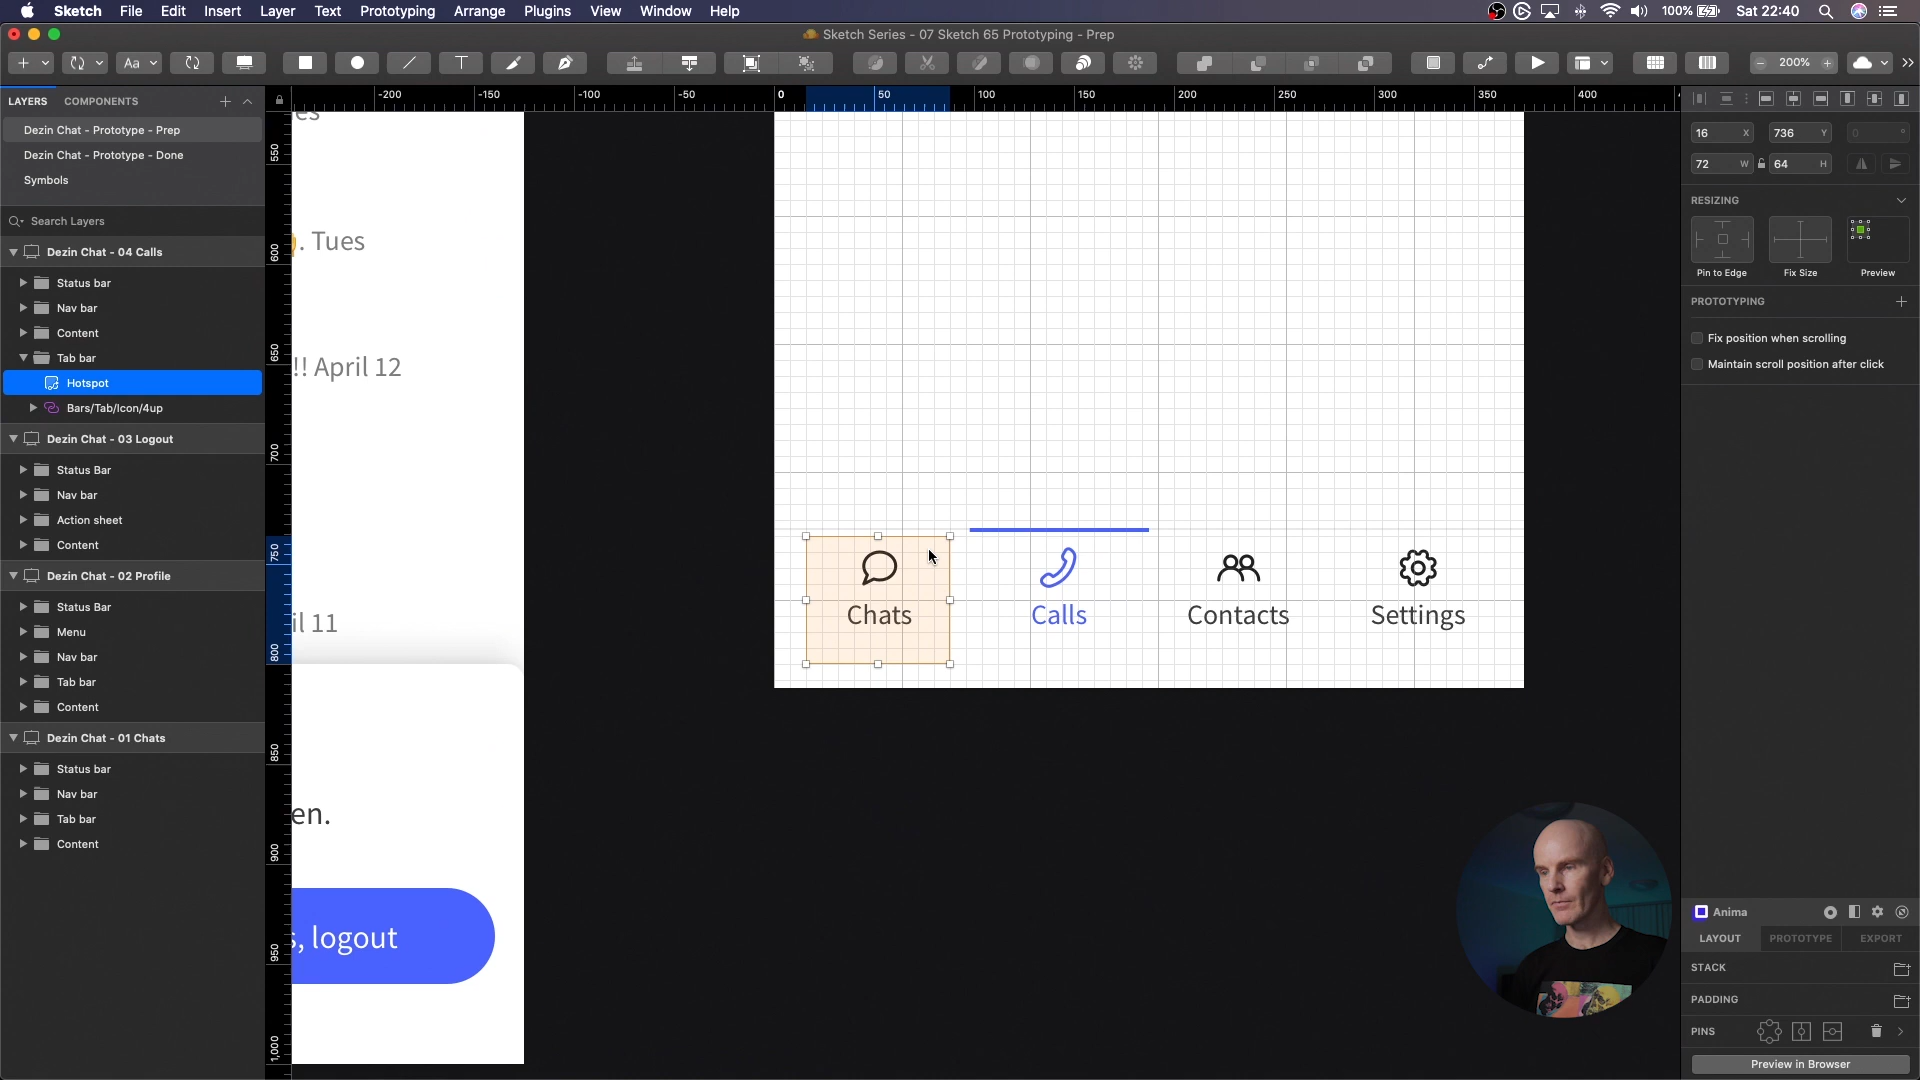 Sketch File Edit Insert Layer Text Prototyping Arrange Plugins View Window Help 100% Sat 22:40
Sketch Series - 07 Sketch 65 Prototyping - Prep
Aa T 200%
LAYERS COMPONENTS
-200 -150 -100 -50 0 50 100 150 200 250 300 350 400
Dezin Chat - Prototype - Prep
Dezin Chat - Prototype - Done
Symbols
Search Layers
Dezin Chat - 04 Calls
Status bar
Nav bar
Content
Tab bar
Hotspot
Bars/Tab/Icon/4up
Dezin Chat - 03 Logout
Status Bar
Nav bar
Action sheet
Content
Dezin Chat - 02 Profile
Status Bar
Menu
Nav bar
Tab bar
Content
Dezin Chat - 01 Chats
Status bar
Nav bar
Tab bar
Content
550
600
650
700
750
800
850
900
950
1,000
es
. Tues
!! April 12
il 11
en.
s, logout
Chats
Calls
Contacts
Settings
16 X 736 Y 0 °
72 W 64 H
RESIZING
Pin to Edge Fix Size Preview
PROTOTYPING
Fix position when scrolling
Maintain scroll position after click
Anima
LAYOUT PROTOTYPE EXPORT
STACK
PADDING
PINS
Preview in Browser